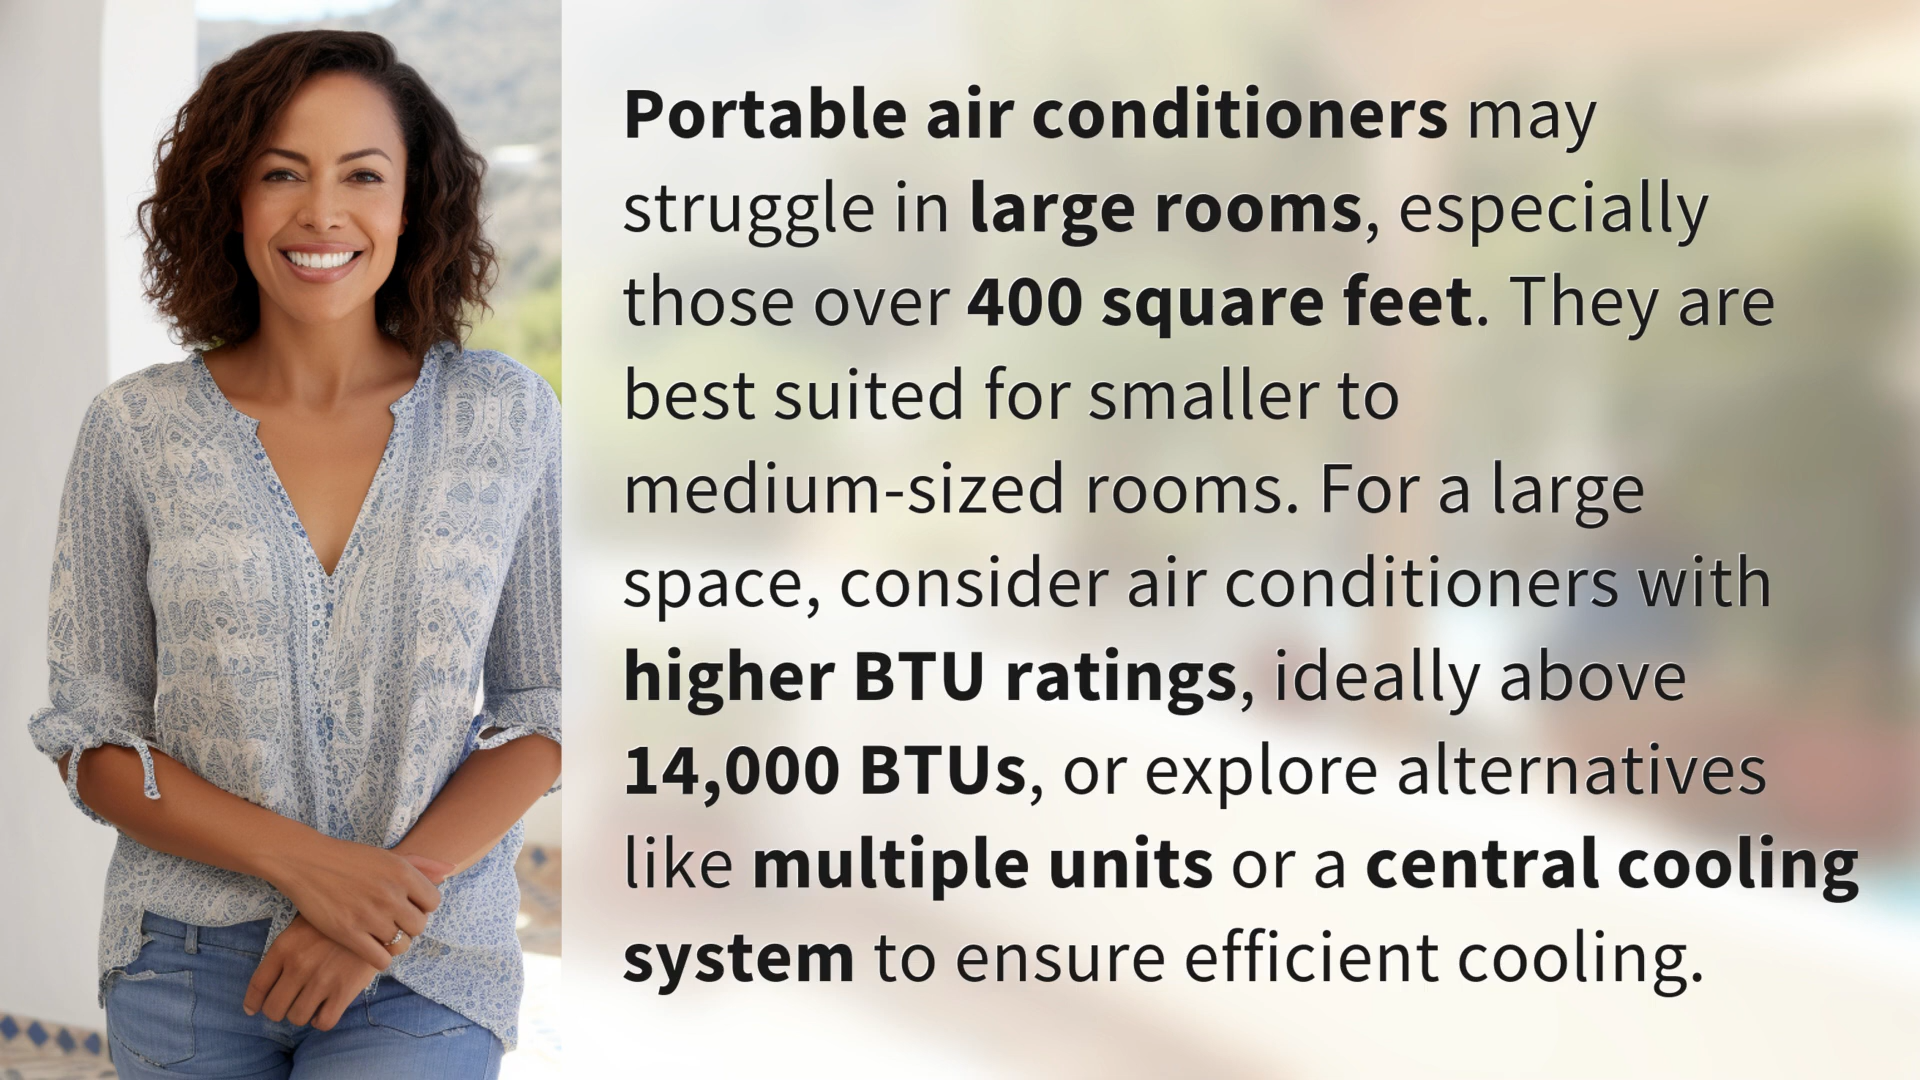 Portable air conditioners may
struggle in large rooms, especially
those over 400 square feet. They are
best suited for smaller to
medium-sized rooms. For a large
space, consider air conditioners with
higher BTU ratings, ideally above
14,000 BTUs, or explore alternatives
like multiple units or a central cooling
system to ensure efficient cooling.